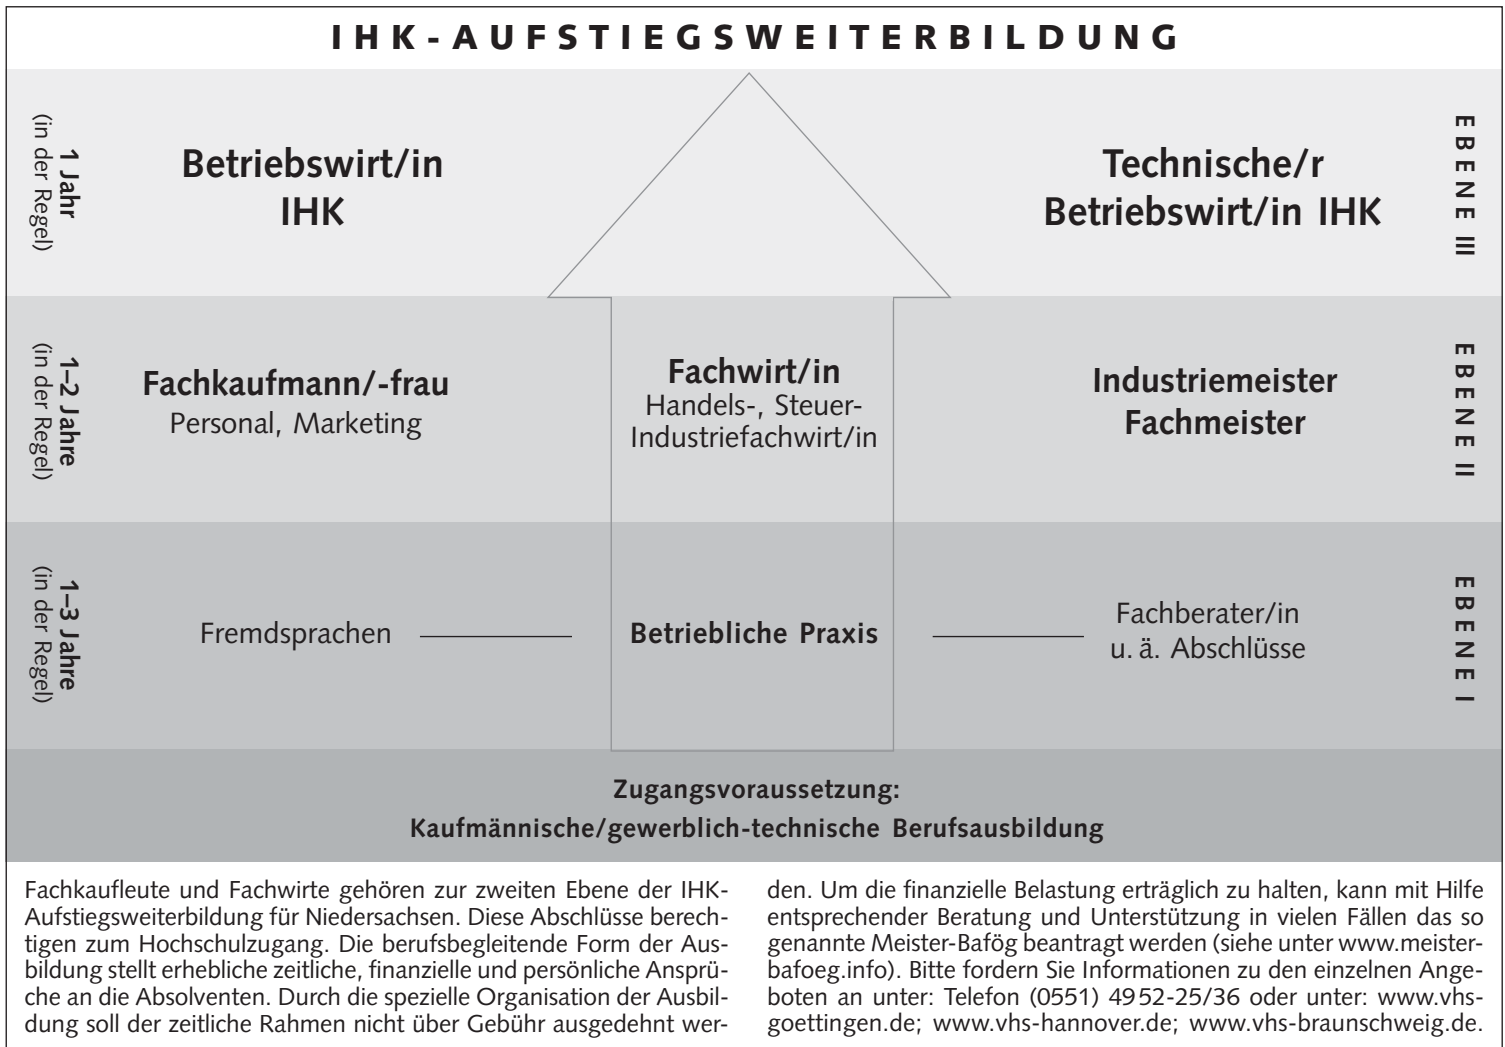 IHK-AUFSTIEGSWEITERBILDUNG
1 Jahr
(in der Regel)
Betriebswirt/in
IHK
Technische/r
Betriebswirt/in IHK
EBENE III
1–2 Jahre
(in der Regel)
Fachkaufmann/-frau
Personal, Marketing
Fachwirt/in
Handels-, Steuer-
Industriefachwirt/in
Industriemeister
Fachmeister
EBENE II
1–3 Jahre
(in der Regel)
Fremdsprachen
Betriebliche Praxis
Fachberater/in
u. ä. Abschlüsse
EBENE I
Zugangsvoraussetzung:
Kaufmännische/gewerblich-technische Berufsausbildung
Fachkaufleute und Fachwirte gehören zur zweiten Ebene der IHK-
Aufstiegsweiterbildung für Niedersachsen. Diese Abschlüsse berech-
tigen zum Hochschulzugang. Die berufsbegleitende Form der Aus-
bildung stellt erhebliche zeitliche, finanzielle und persönliche Ansprü-
che an die Absolventen. Durch die spezielle Organisation der Ausbil-
dung soll der zeitliche Rahmen nicht über Gebühr ausgedehnt wer-
den. Um die finanzielle Belastung erträglich zu halten, kann mit Hilfe
entsprechender Beratung und Unterstützung in vielen Fällen das so
genannte Meister-Bafög beantragt werden (siehe unter www.meister-
bafoeg.info). Bitte fordern Sie Informationen zu den einzelnen Ange-
boten an unter: Telefon (0551) 4952-25/36 oder unter: www.vhs-
goettingen.de; www.vhs-hannover.de; www.vhs-braunschweig.de.